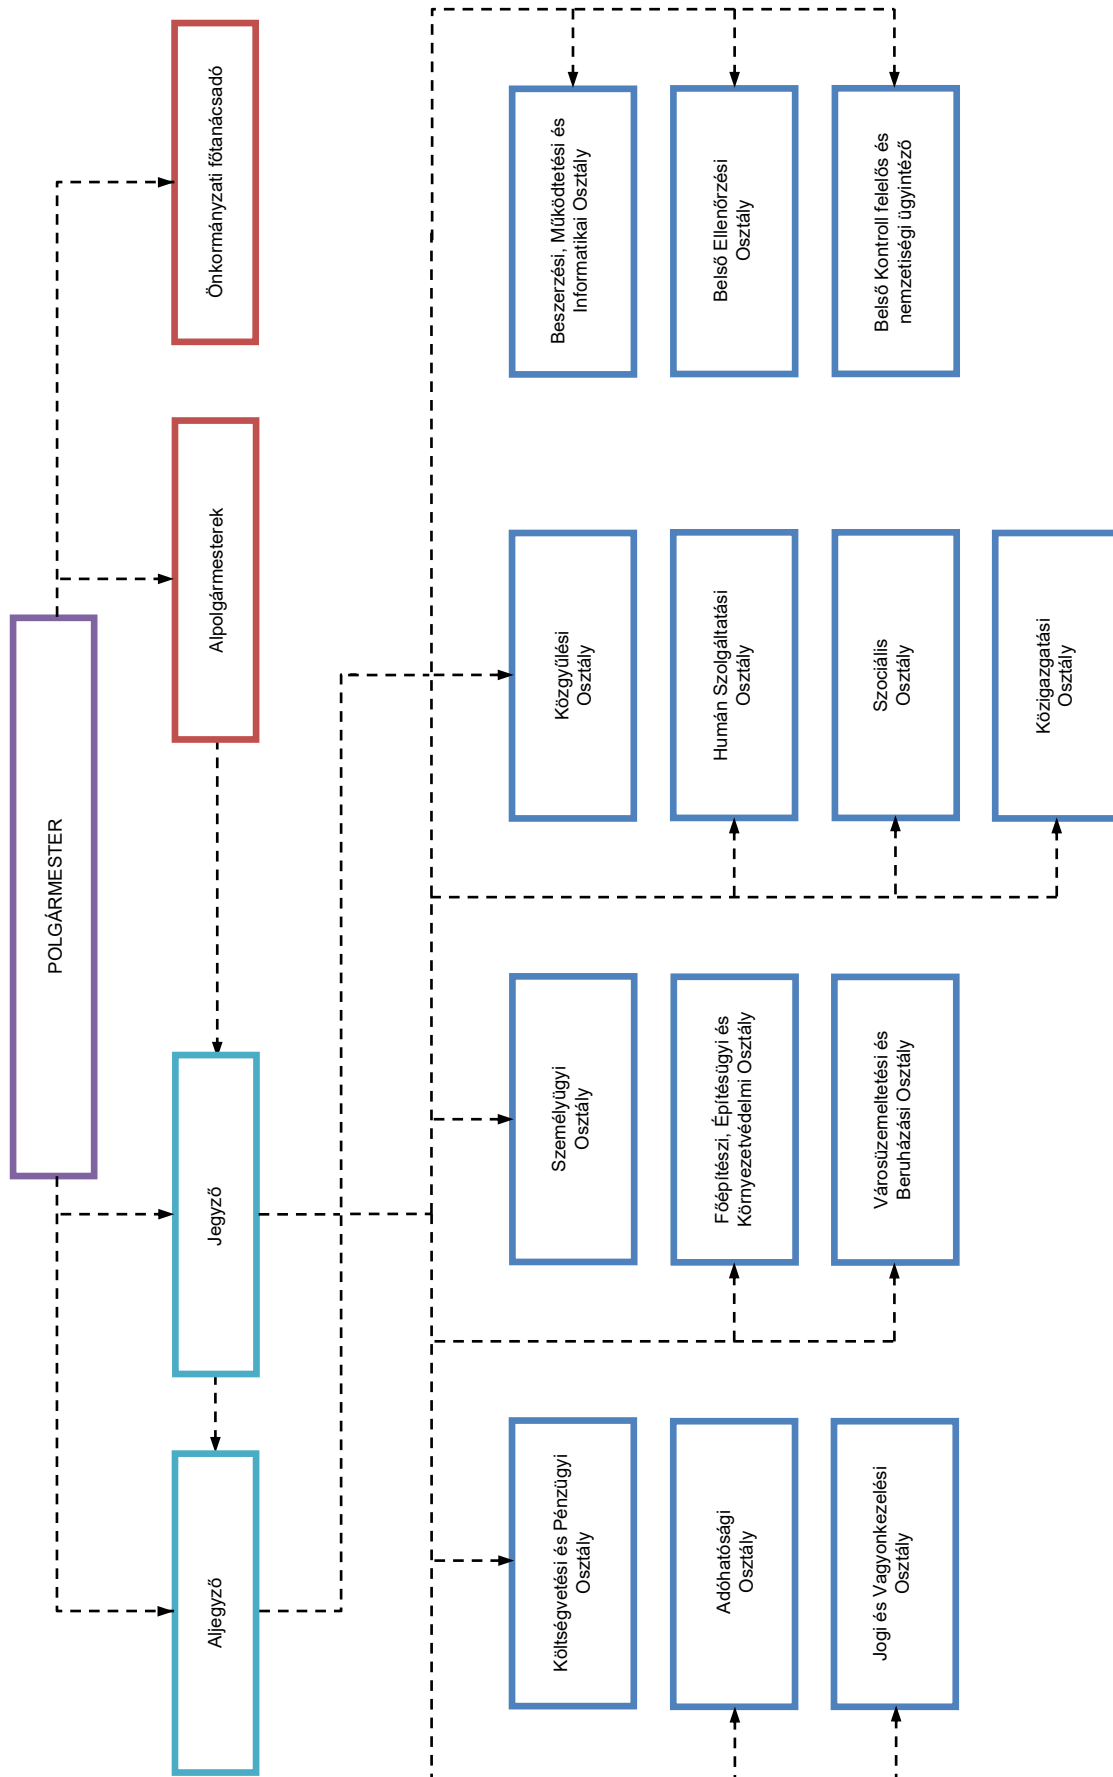 POLGÁRMESTER
Aljegyző
Jegyző
Alpolgármesterek
Önkormányzati főtanácsadó
Költségvetési és Pénzügyi
Osztály
Személyügyi
Osztály
Közgyűlési
Osztály
Beszerzési, Működtetési és
Informatikai Osztály
Adóhatósági
Osztály
Főépítészi, Építésügyi és
Környezetvédelmi Osztály
Humán Szolgáltatási
Osztály
Belső Ellenőrzési
Osztály
Jogi és Vagyonkezelési
Osztály
Városüzemeltetési és
Beruházási Osztály
Szociális
Osztály
Belső Kontroll felelős és
nemzetiségi ügyintéző
Közigazgatási
Osztály